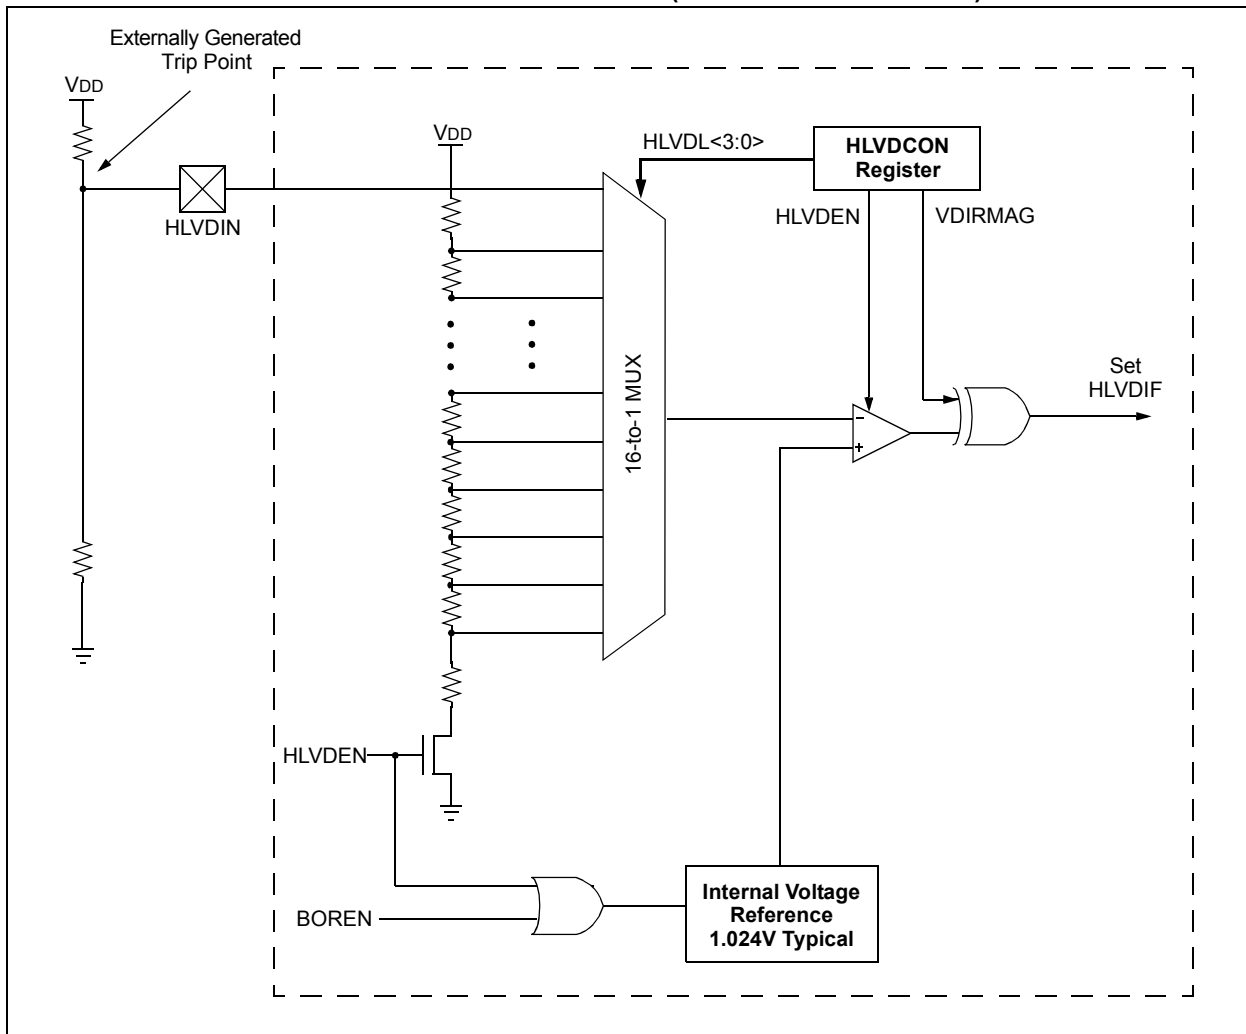 Externally Generated
Trip Point
VDD
VDD
HLVDL<3:0>
HLVDCON
Register
HLVDEN
VDIRMAG
HLVDIN
16-to-1 MUX
Set
HLVDIF
-
+
HLVDEN
BOREN
Internal Voltage
Reference
1.024V Typical